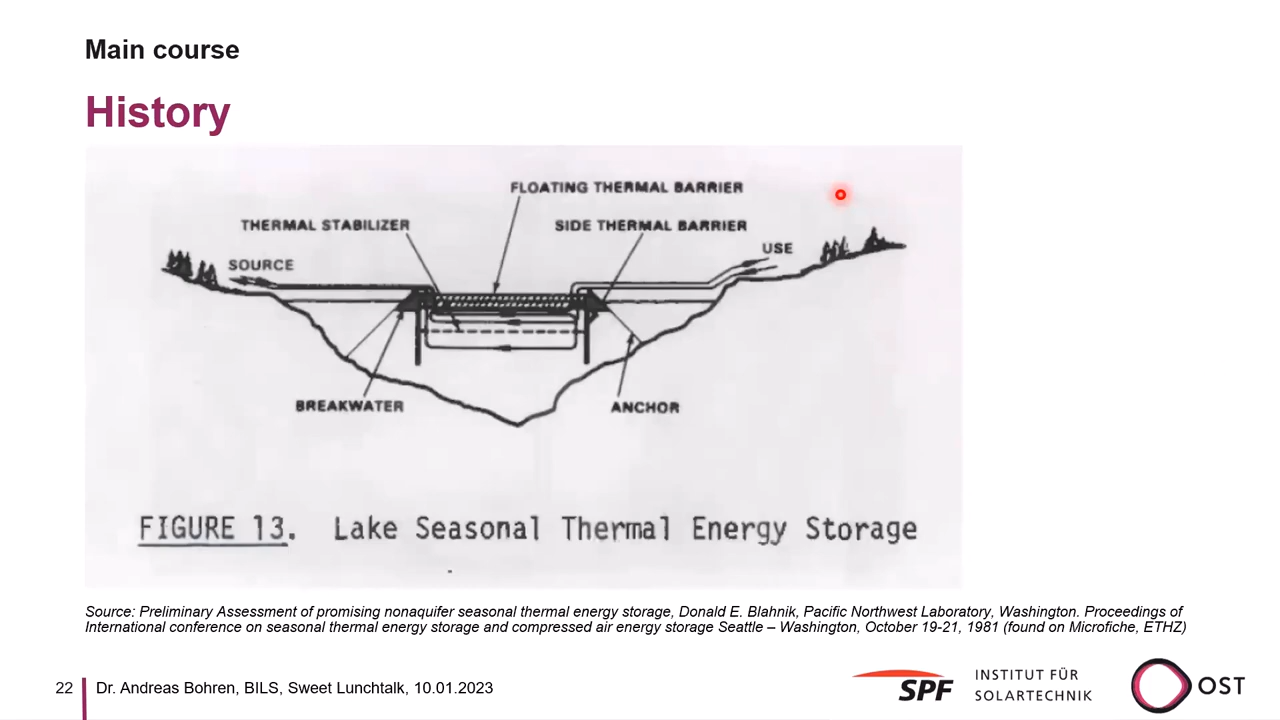 Main course
History
FLOATING THERMAL BARRIER
THERMAL STABILIZER
SIDE THERMAL BARRIER
SOURCE
USE
BREAKWATER
ANCHOR
FIGURE 13. Lake Seasonal Thermal Energy Storage
Source: Preliminary Assessment of promising nonaquifer seasonal thermal energy storage, Donald E. Blahnik, Pacific Northwest Laboratory, Washington. Proceedings of
International conference on seasonal thermal energy storage and compressed air energy storage Seattle – Washington, October 19-21, 1981 (found on Microfiche, ETHZ)
22 Dr. Andreas Bohren, BILS, Sweet Lunchtalk, 10.01.2023
SPF
INSTITUT FÜR
SOLARTECHNIK
OST